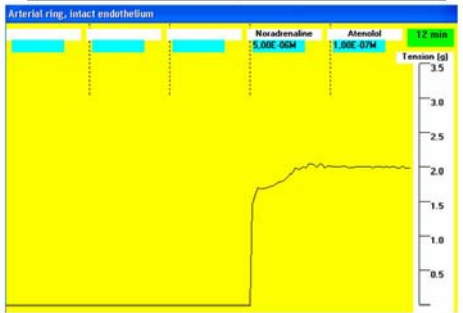 Arterial ring, intact endothelium
Noradrenaline Atenolol 12 min
5,00E-06M 1,00E-07M
Tension (g)
3.5
3.0
2.5
2.0
1.5
1.0
0.5